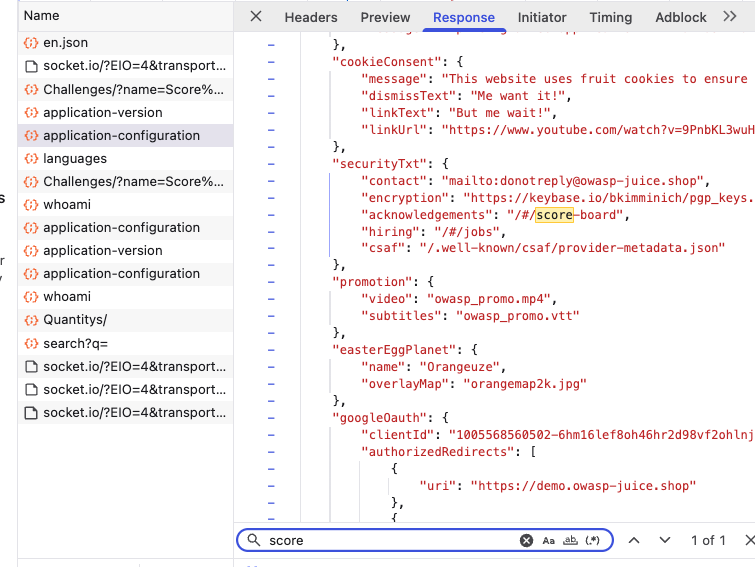 Name
en.json
socket.io/?EIO=4&transport...
Challenges/?name=Score%...
application-version
application-configuration
languages
Challenges/?name=Score%...
whoami
application-configuration
application-version
application-configuration
whoami
Quantitys/
search?q=
socket.io/?EIO=4&transport...
socket.io/?EIO=4&transport...
socket.io/?EIO=4&transport...
Headers Preview Response Initiator Timing Adblock
},
"cookieConsent": {
"message": "This website uses fruit cookies to ensure
"dismissText": "Me want it!",
"linkText": "But me wait!",
"linkUrl": "https://www.youtube.com/watch?v=9PnbKL3wuH
},
"securityTxt": {
"contact": "mailto:donotreply@owasp-juice.shop",
"encryption": "https://keybase.io/bkimminich/pgp_keys.
"acknowledgements": "/#/score-board",
"hiring": "/#/jobs",
"csaf": "/.well-known/csaf/provider-metadata.json"
},
"promotion": {
"video": "owasp_promo.mp4",
"subtitles": "owasp_promo.vtt"
},
"easterEggPlanet": {
"name": "Orangeuze",
"overlayMap": "orangemap2k.jpg"
},
"googleOauth": {
"clientId": "1005568560502-6hm16lef8oh46hr2d98vf2ohlnj
"authorizedRedirects": [
{
"uri": "https://demo.owasp-juice.shop"
},
{
score Aa ab (.*) 1 of 1